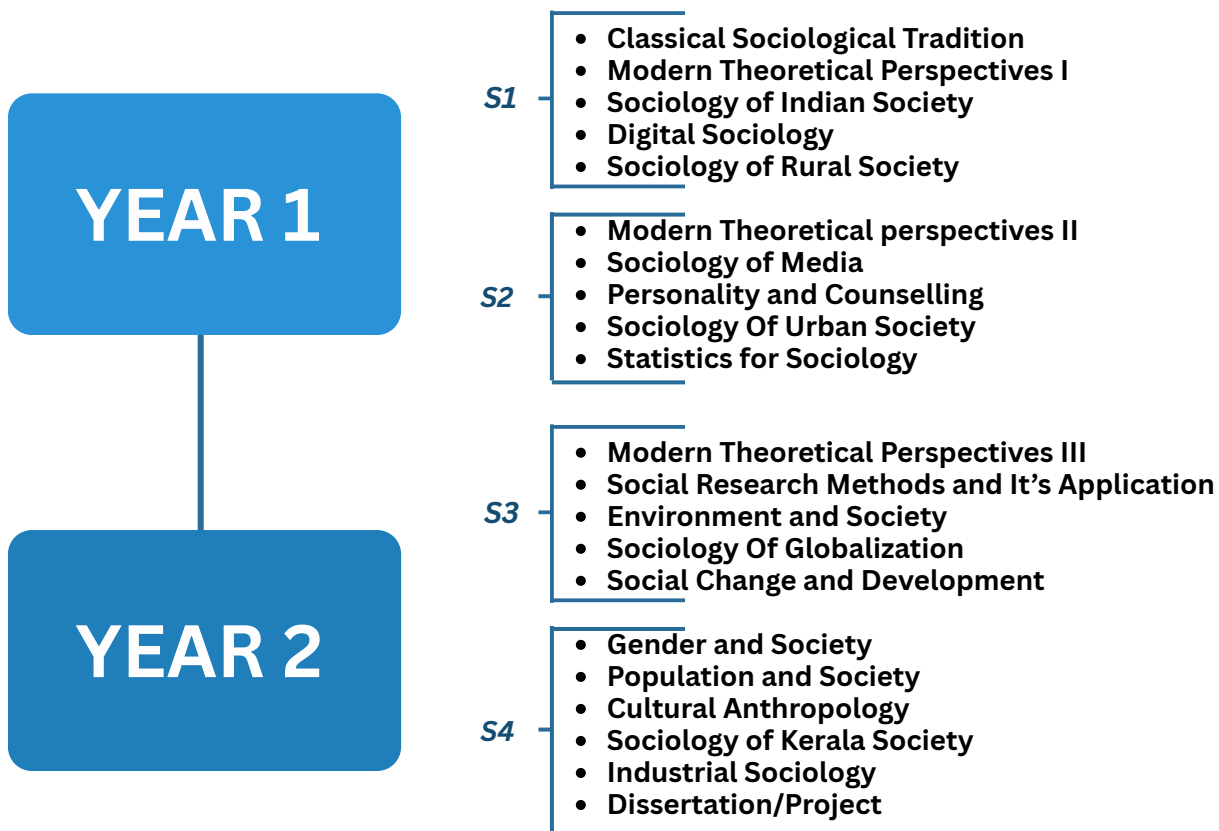 YEAR 1
S1
• Classical Sociological Tradition
• Modern Theoretical Perspectives I
• Sociology of Indian Society
• Digital Sociology
• Sociology of Rural Society
S2
• Modern Theoretical perspectives II
• Sociology of Media
• Personality and Counselling
• Sociology Of Urban Society
• Statistics for Sociology
YEAR 2
S3
• Modern Theoretical Perspectives III
• Social Research Methods and It’s Application
• Environment and Society
• Sociology Of Globalization
• Social Change and Development
S4
• Gender and Society
• Population and Society
• Cultural Anthropology
• Sociology of Kerala Society
• Industrial Sociology
• Dissertation/Project